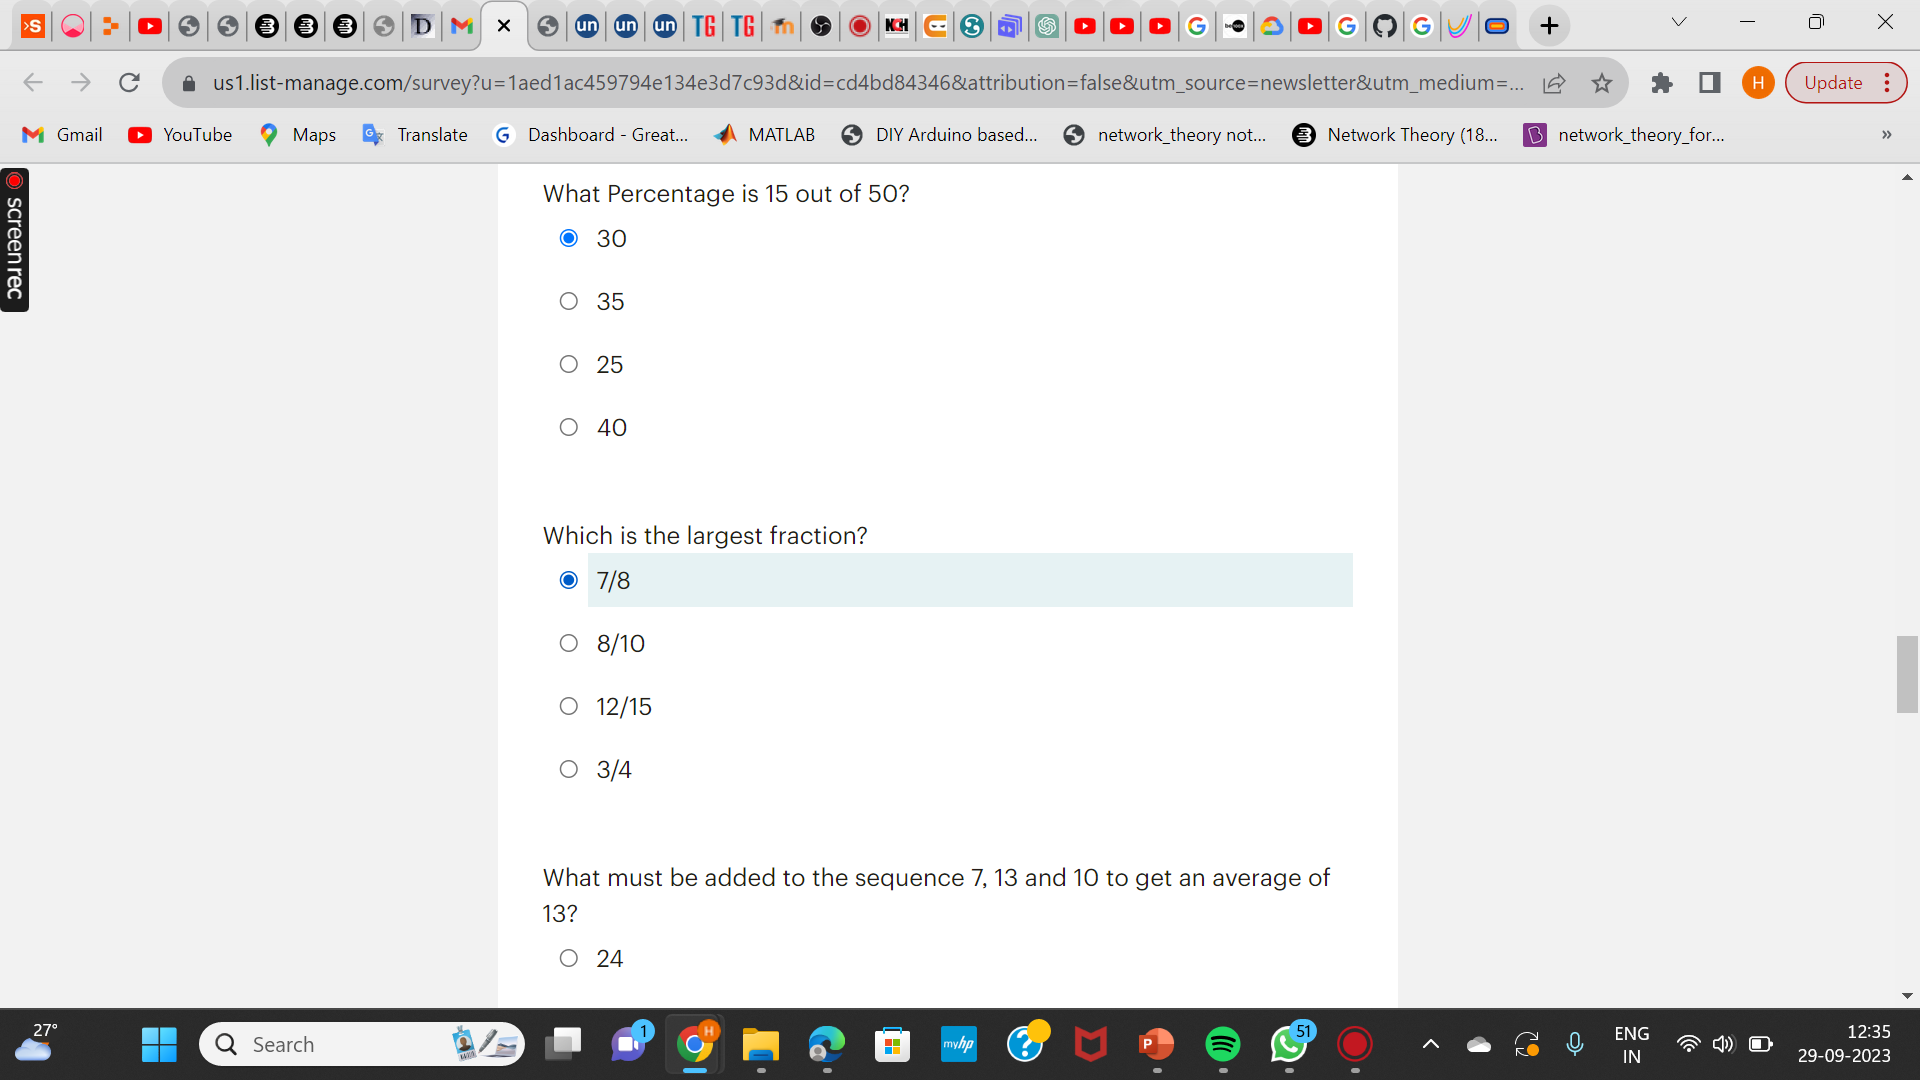 us1.list-manage.com/survey?u=1aed1ac459794e134e3d7c93d&id=cd4bd84346&attribution=false&utm_source=newsletter&utm_medium=...
H
Update
Gmail
YouTube
Maps
Translate
Dashboard - Great...
MATLAB
DIY Arduino based...
network_theory not...
Network Theory (18...
network_theory_for...
»
screenrec
What Percentage is 15 out of 50?
30
35
25
40
Which is the largest fraction?
7/8
8/10
12/15
3/4
What must be added to the sequence 7, 13 and 10 to get an average of
13?
24
27°
Search
1
H
myhp
51
ENG
IN
12:35
29-09-2023